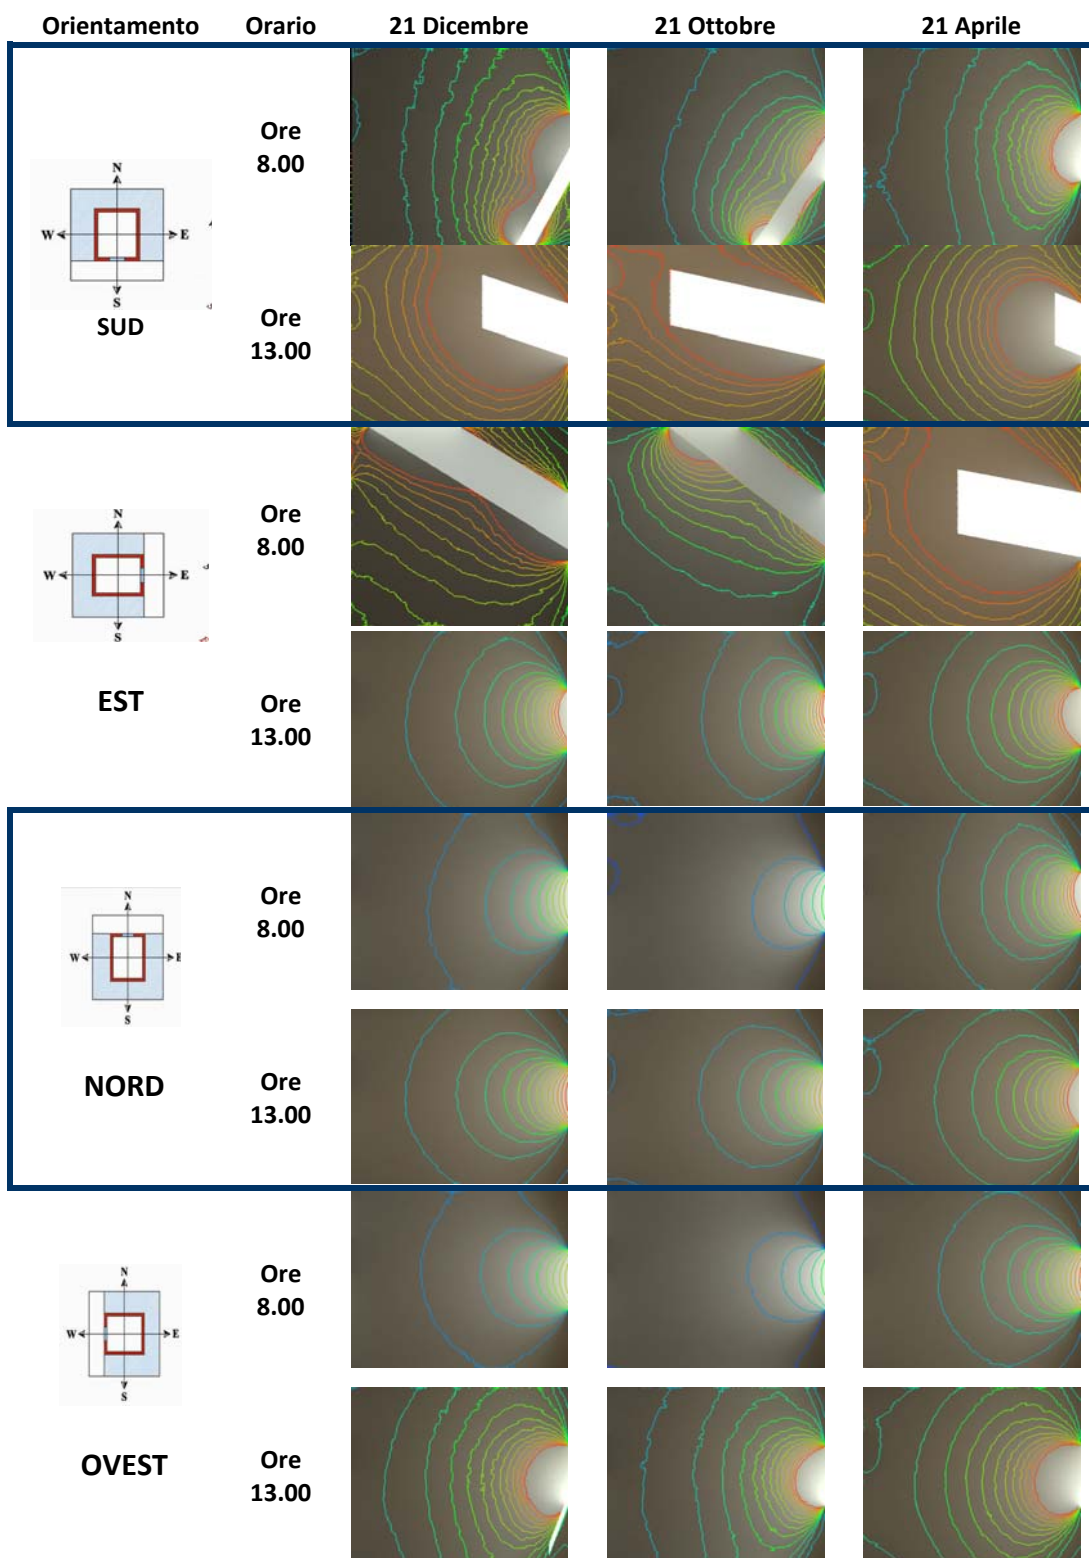 Orientamento Orario 21 Dicembre 21 Ottobre 21 Aprile
Ore
8.00
N
W E
S
SUD
Ore
13.00
Ore
8.00
N
W E
S
EST
Ore
13.00
Ore
8.00
N
W E
S
NORD
Ore
13.00
Ore
8.00
N
W E
S
OVEST
Ore
13.00